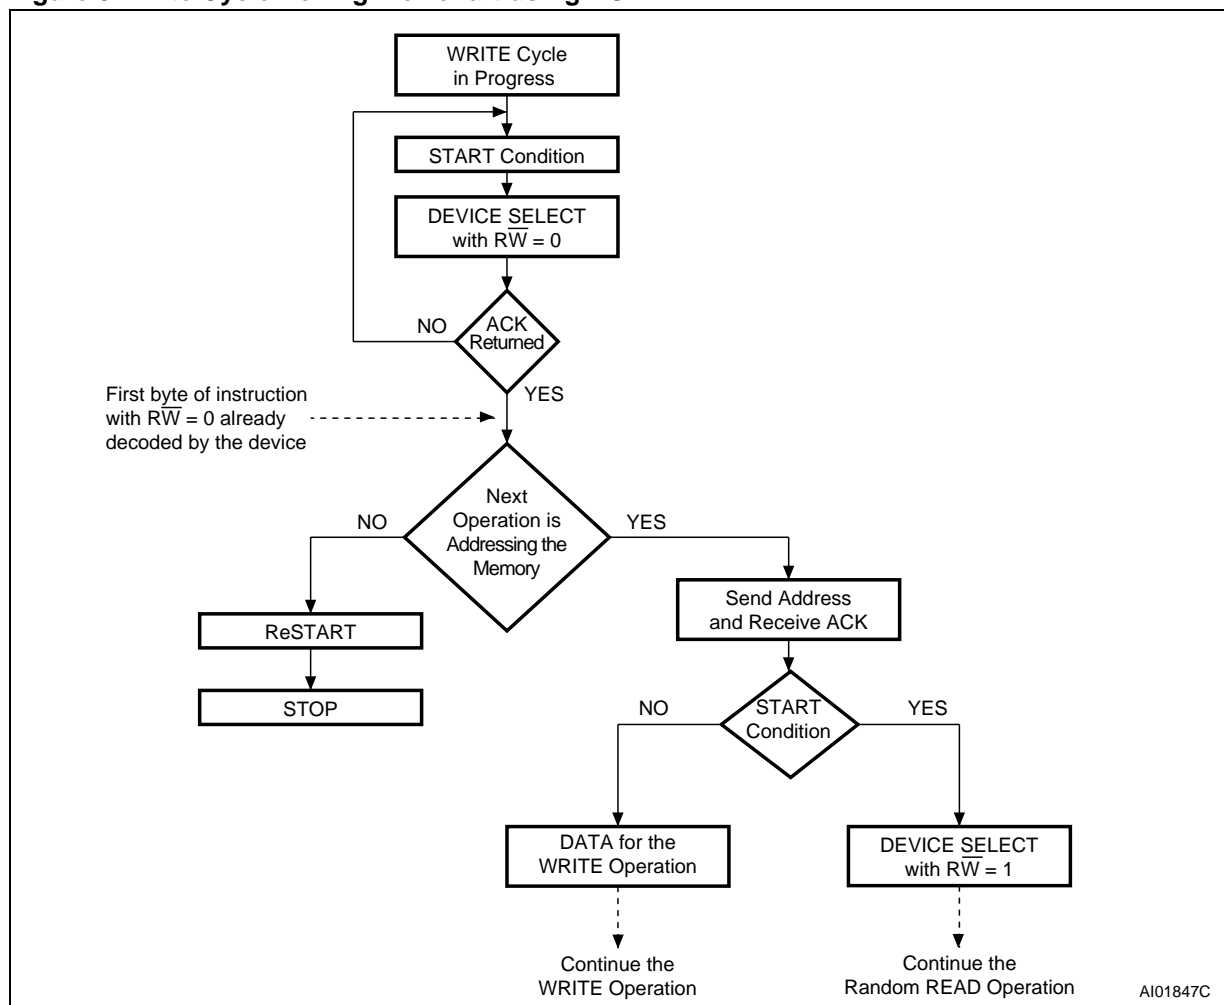 WRITE Cycle
in Progress
START Condition
DEVICE SELECT
with RW̅ = 0
ACK
Returned
NO
YES
First byte of instruction
with RW̅ = 0 already
decoded by the device
Next
Operation is
Addressing the
Memory
NO
YES
Send Address
and Receive ACK
ReSTART
STOP
START
Condition
NO
YES
DATA for the
WRITE Operation
DEVICE SELECT
with RW̅ = 1
Continue the
WRITE Operation
Continue the
Random READ Operation
AI01847C